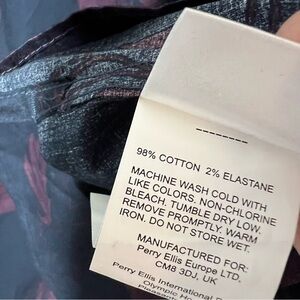 98% COTTON 2% ELASTANE
MACHINE WASH COLD WITH
LIKE COLORS. NON-CHLORINE
BLEACH. TUMBLE DRY LOW.
REMOVE PROMPTLY. WARM
IRON. DO NOT STORE WET.
MANUFACTURED FOR:
Perry Ellis Europe LTD.
CM8 3DJ, UK
Perry Ellis International
Olympic